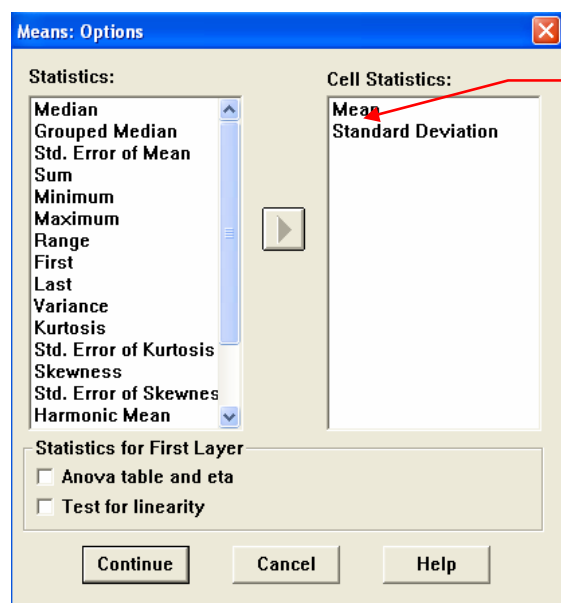 Means: Options
Statistics:
Median
Grouped Median
Std. Error of Mean
Sum
Minimum
Maximum
Range
First
Last
Variance
Kurtosis
Std. Error of Kurtosis
Skewness
Std. Error of Skewnes
Harmonic Mean
Cell Statistics:
Mean
Standard Deviation
Statistics for First Layer
Anova table and eta
Test for linearity
Continue
Cancel
Help